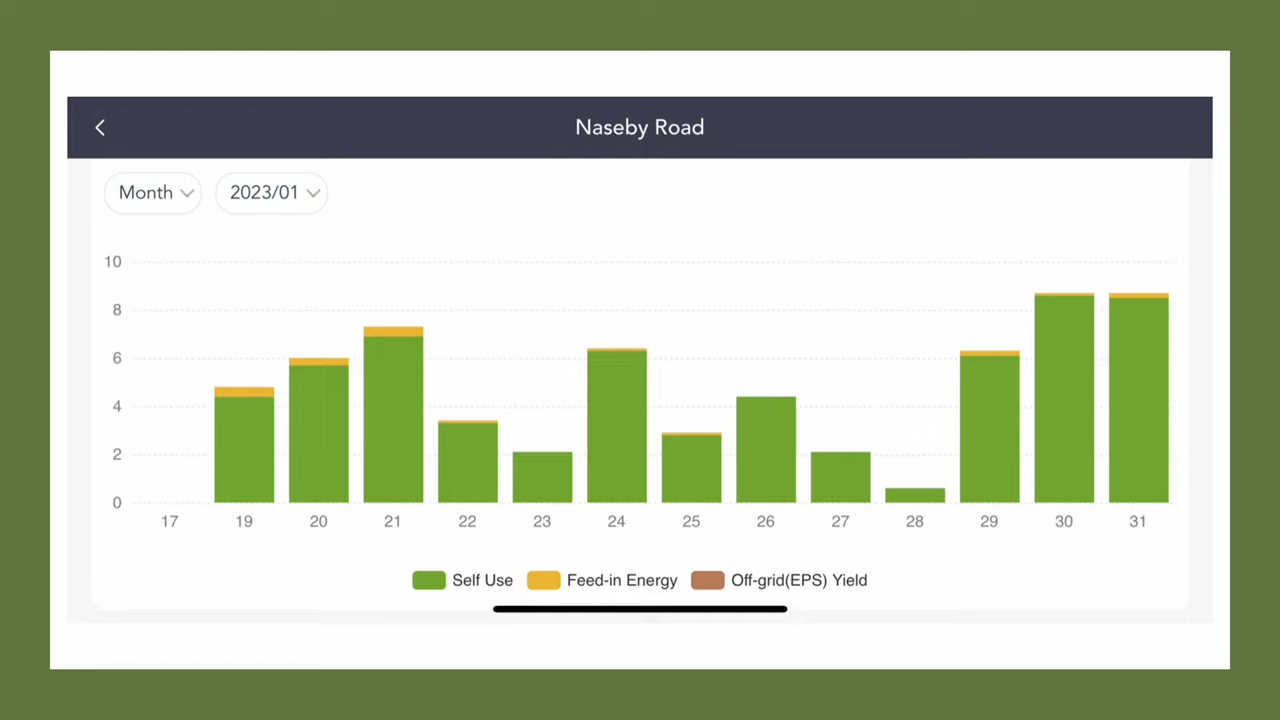 Naseby Road
Month 2023/01
10
8
6
4
2
0
17 19 20 21 22 23 24 25 26 27 28 29 30 31
Self Use Feed-in Energy Off-grid(EPS) Yield